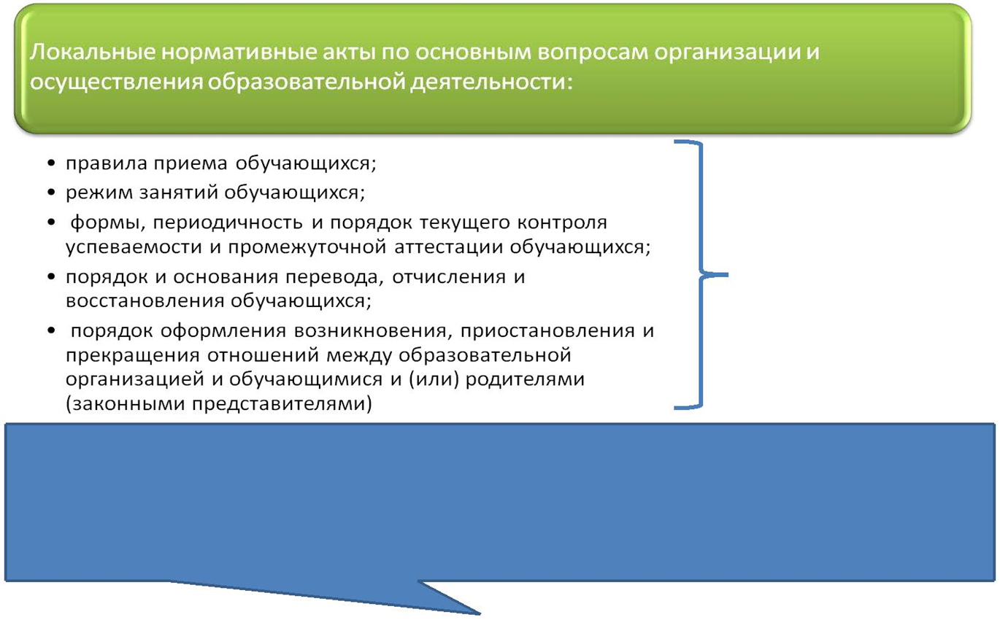 Локальные нормативные акты по основным вопросам организации и
осуществления образовательной деятельности:
• правила приема обучающихся;
• режим занятий обучающихся;
• формы, периодичность и порядок текущего контроля
успеваемости и промежуточной аттестации обучающихся;
• порядок и основания перевода, отчисления и
восстановления обучающихся;
• порядок оформления возникновения, приостановления и
прекращения отношений между образовательной
организацией и обучающимися и (или) родителями
(законными представителями)